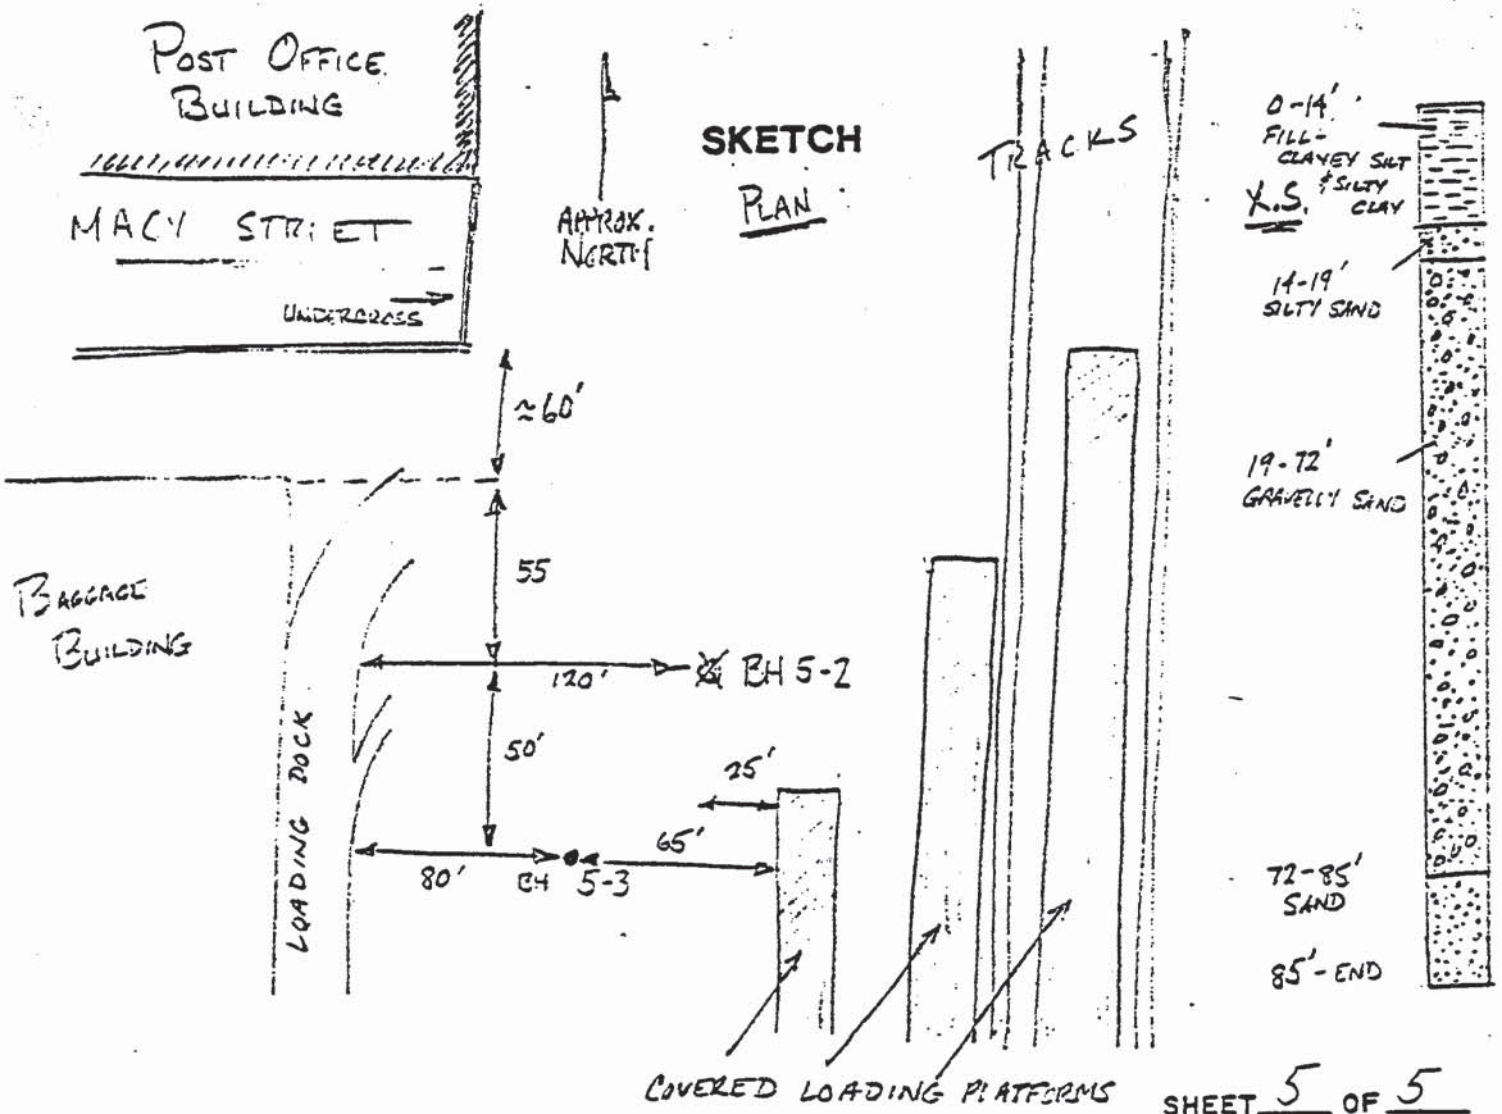 POST OFFICE
BUILDING
MACY STREET
UNDERCROSS
APPROX.
NORTH
SKETCH
PLAN
TRACKS
0-14'
FILL-
CLAYEY SILT
& SILTY
CLAY
X.S.
14-19'
SILTY SAND
19-72'
GRAVELLY SAND
72-85'
SAND
85'-END
≈60'
55
BAGGAGE
BUILDING
120'
BH 5-2
50'
LOADING DOCK
25'
65'
80'
BH 5-3
COVERED LOADING PLATFORMS
SHEET 5 OF 5